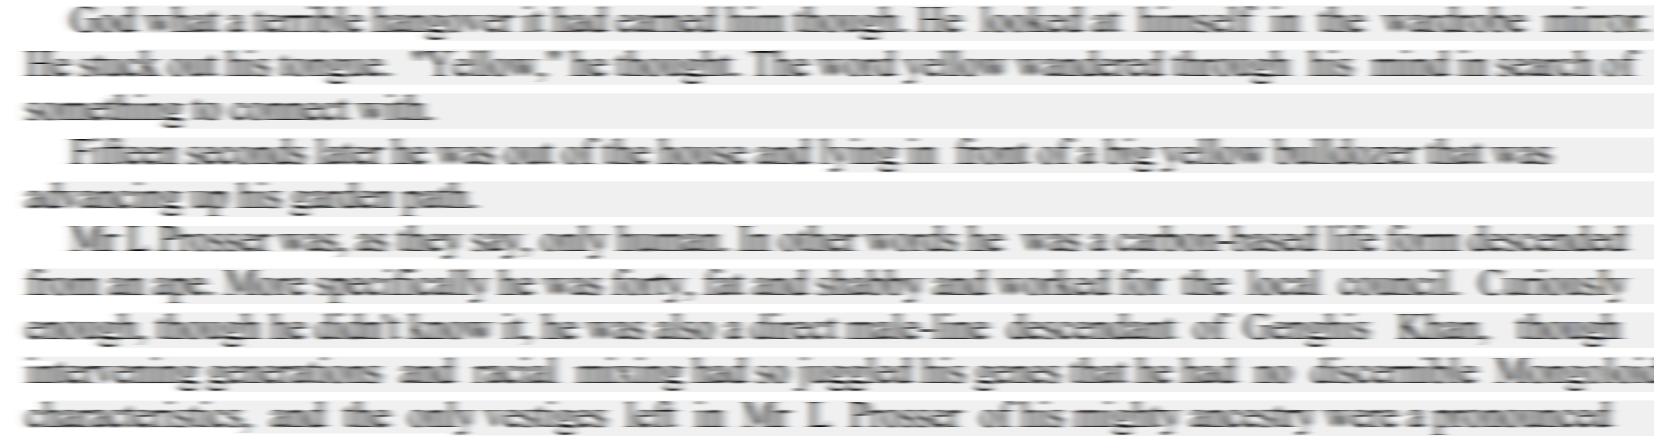 God what a terrible hangover it had earned him though. He looked at himself in the wardrobe mirror.
He stuck out his tongue. "Yellow," he thought. The word yellow wandered through his mind in search of
something to connect with.
Fifteen seconds later he was out of the house and lying in front of a big yellow bulldozer that was
advancing up his garden path.
Mr L Prosser was, as they say, only human. In other words he was a carbon-based life form descended
from an ape. More specifically he was forty, fat and shabby and worked for the local council. Curiously
enough, though he didn't know it, he was also a direct male-line descendant of Genghis Khan, though
intervening generations and racial mixing had so juggled his genes that he had no discernible Mongoloid
characteristics, and the only vestiges left in Mr L Prosser of his mighty ancestry were a pronounced